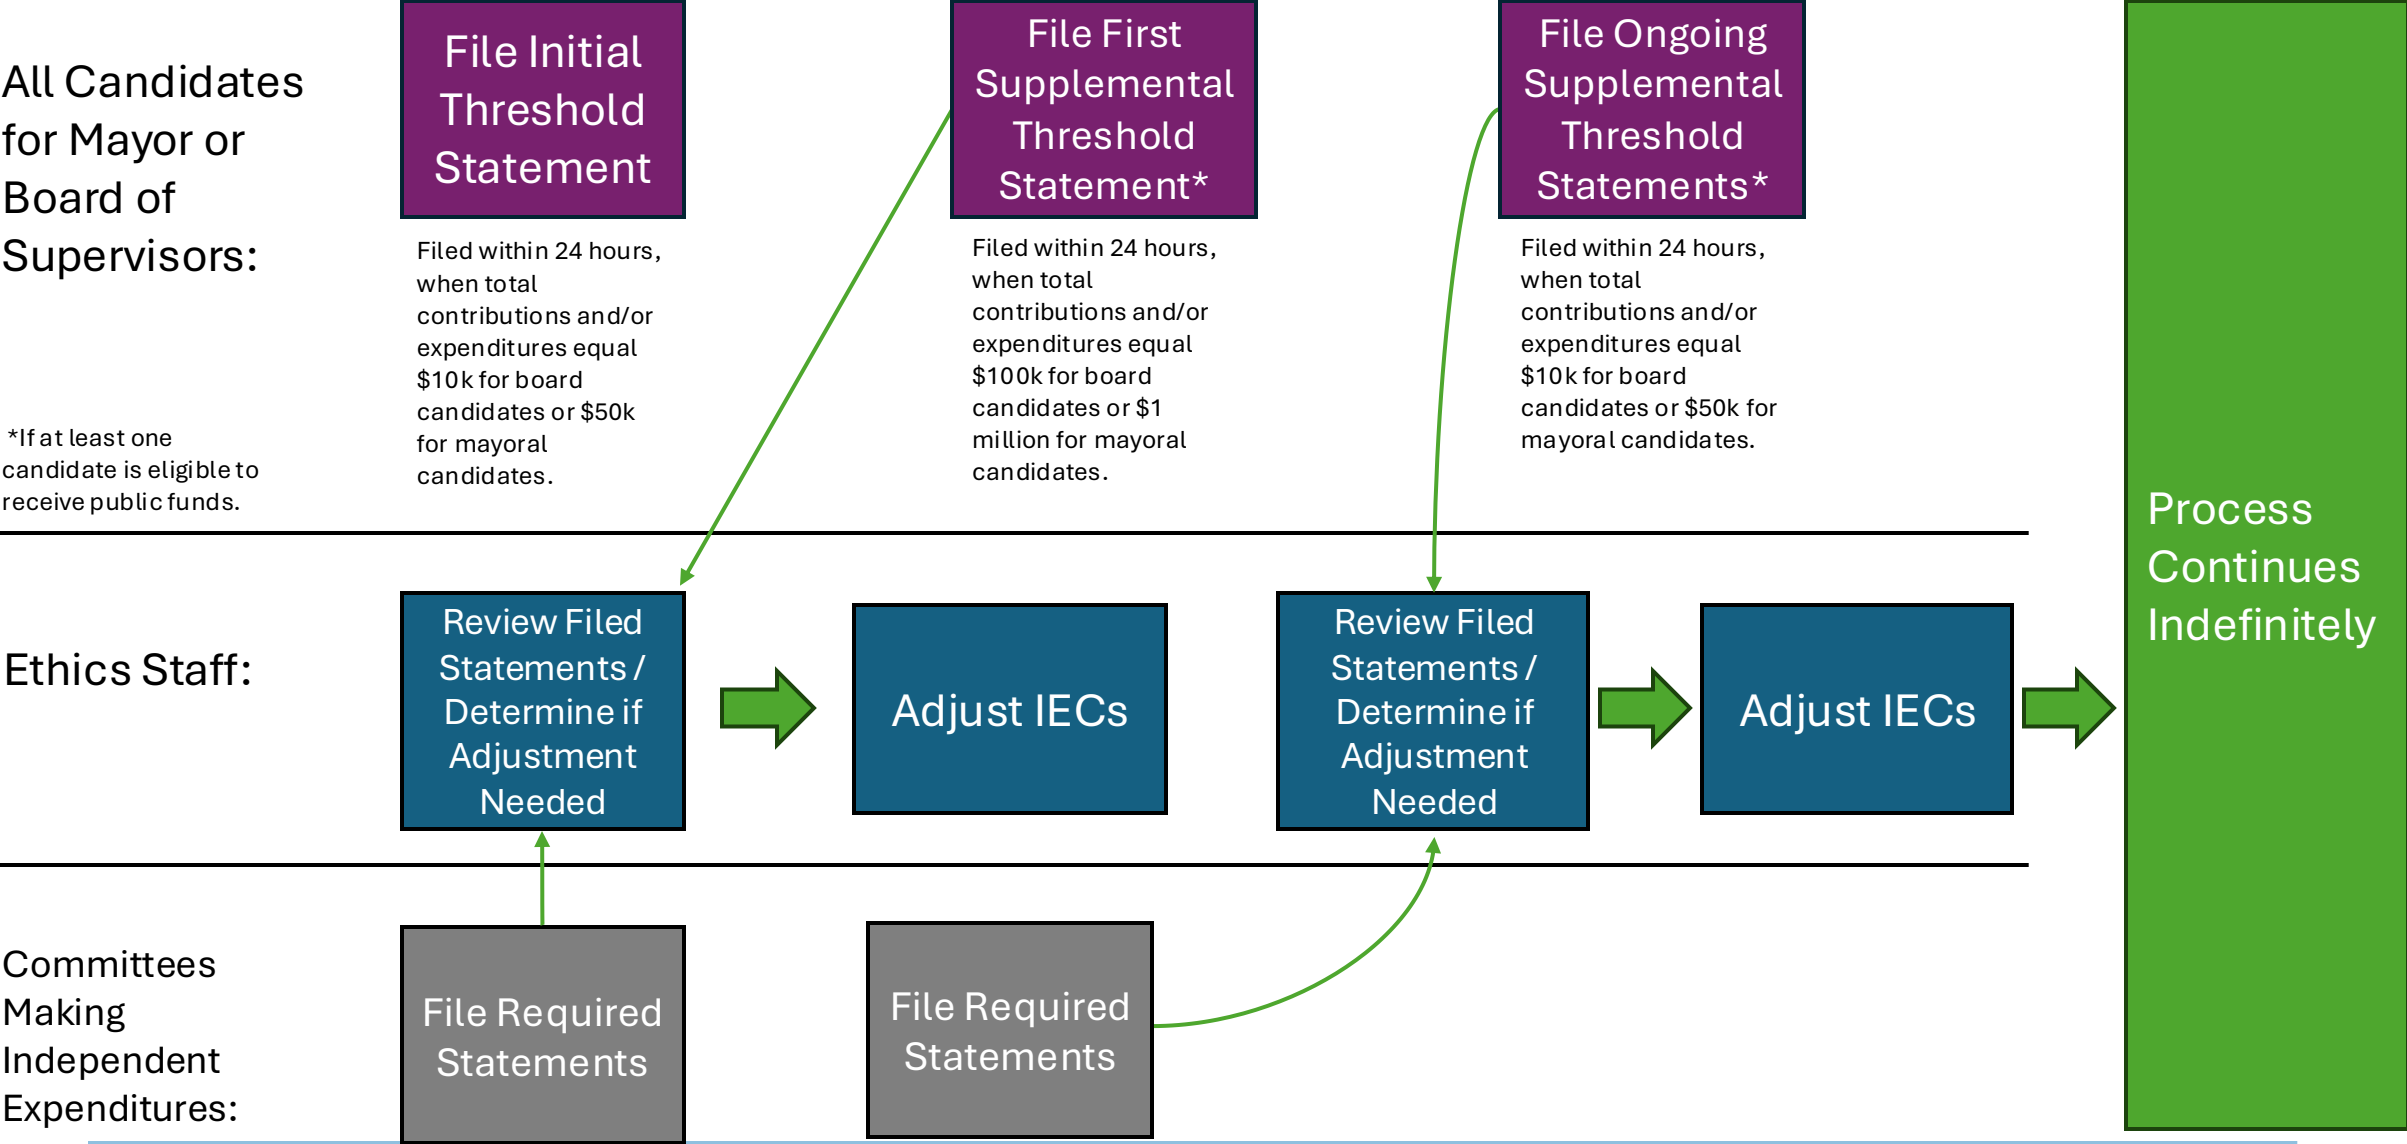 All Candidates
for Mayor or
Board of
Supervisors:
*If at least one
candidate is eligible to
receive public funds.
File Initial
Threshold
Statement
Filed within 24 hours,
when total
contributions and/or
expenditures equal
$10k for board
candidates or $50k
for mayoral
candidates.
File First
Supplemental
Threshold
Statement*
Filed within 24 hours,
when total
contributions and/or
expenditures equal
$100k for board
candidates or $1
million for mayoral
candidates.
File Ongoing
Supplemental
Threshold
Statements*
Filed within 24 hours,
when total
contributions and/or
expenditures equal
$10k for board
candidates or $50k for
mayoral candidates.
Ethics Staff:
Review Filed
Statements /
Determine if
Adjustment
Needed
Adjust IECs
Review Filed
Statements /
Determine if
Adjustment
Needed
Adjust IECs
Process
Continues
Indefinitely
Committees
Making
Independent
Expenditures:
File Required
Statements
File Required
Statements